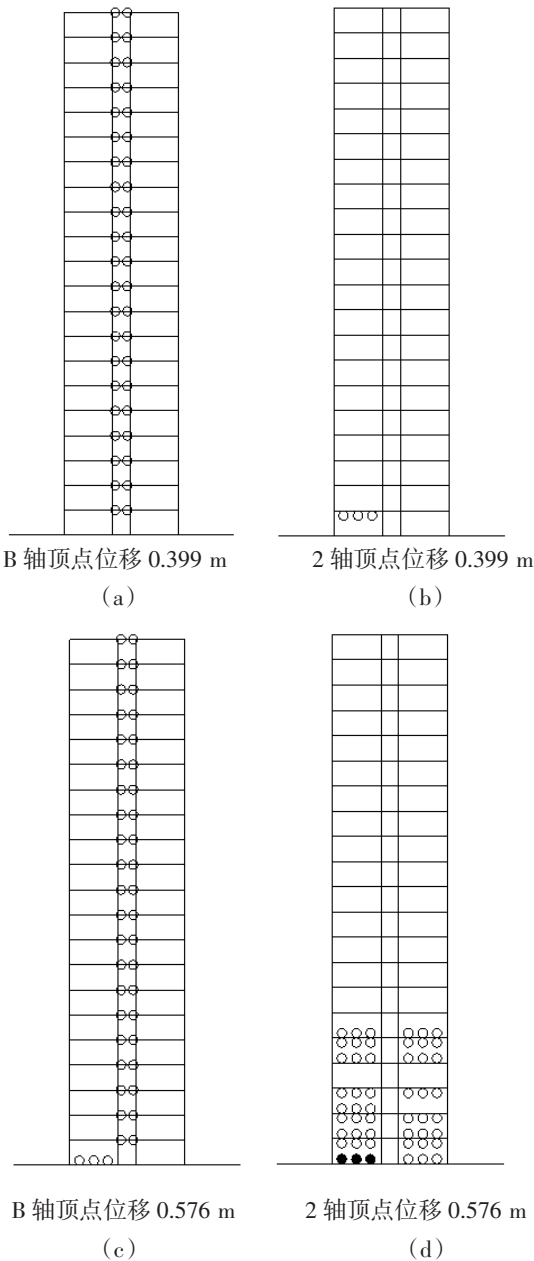 B 轴顶点位移 0.399 m
2 轴顶点位移 0.399 m
（a）
（b）
B 轴顶点位移 0.576 m
2 轴顶点位移 0.576 m
（c）
（d）